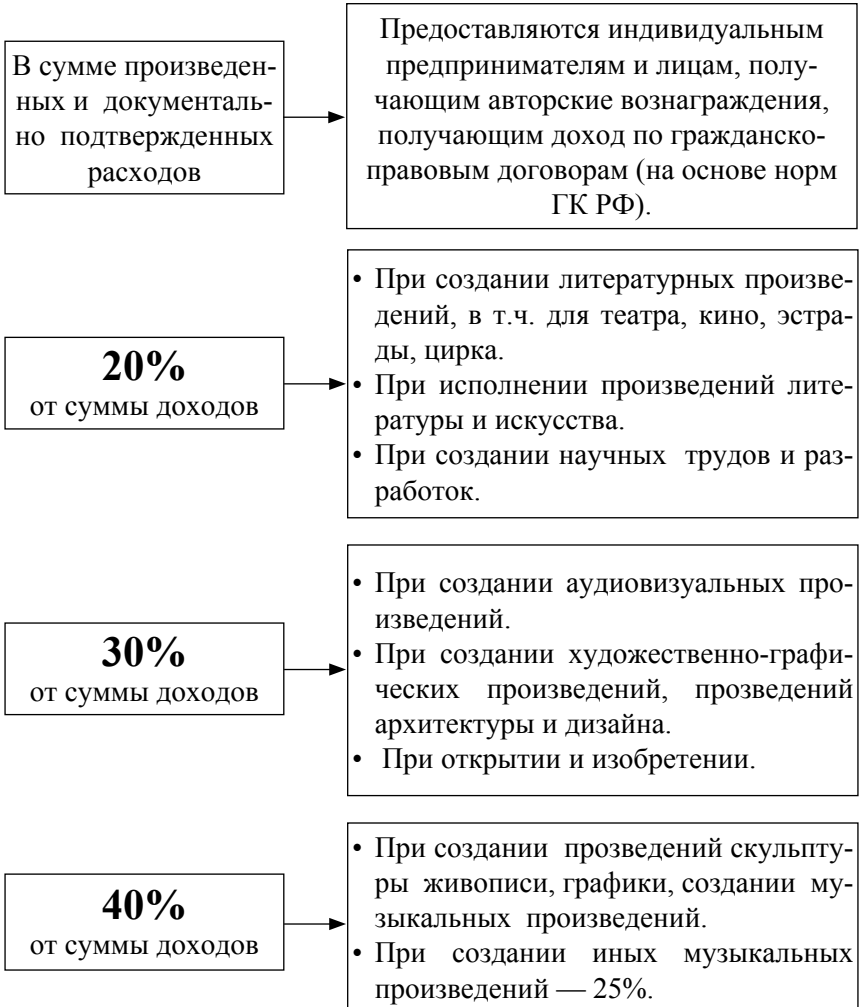 В сумме произведен-
ных и документаль-
но подтвержденных
расходов
Предоставляются индивидуальным
предпринимателям и лицам, полу-
чающим авторские вознаграждения,
получающим доход по гражданско-
правовым договорам (на основе норм
ГК РФ).
20%
от суммы доходов
• При создании литературных произве-
дений, в т.ч. для театра, кино, эстра-
ды, цирка.
• При исполнении произведений лите-
ратуры и искусства.
• При создании научных трудов и раз-
работок.
30%
от суммы доходов
• При создании аудиовизуальных про-
изведений.
• При создании художественно-графи-
ческих произведений, прозведений
архитектуры и дизайна.
• При открытии и изобретении.
40%
от суммы доходов
• При создании прозведений скульпту-
ры живописи, графики, создании му-
зыкальных произведений.
• При создании иных музыкальных
произведений — 25%.